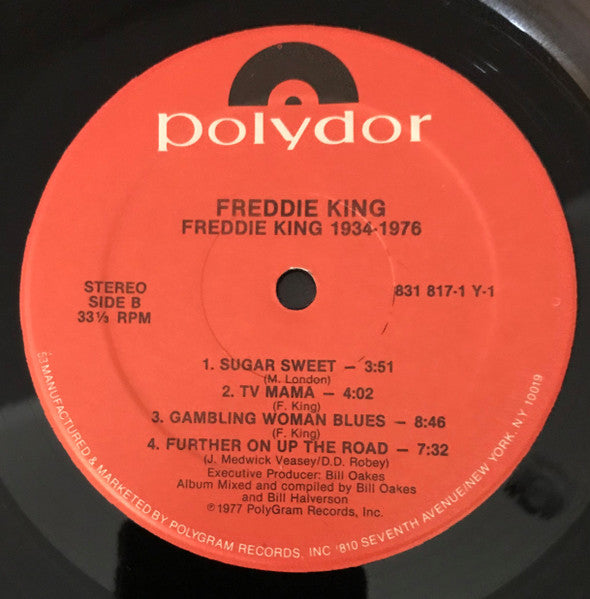 polydor
FREDDIE KING
FREDDIE KING 1934-1976
STEREO
SIDE B
33⅓ RPM
831 817-1 Y-1
1. SUGAR SWEET — 3:51
(M. London)
2. TV MAMA — 4:02
(F. King)
3. GAMBLING WOMAN BLUES — 8:46
(F. King)
4. FURTHER ON UP THE ROAD — 7:32
(J. Medwick Veasey/D.D. Robey)
Executive Producer: Bill Oakes
Album Mixed and compiled by Bill Oakes
and Bill Halverson
℗ 1977 PolyGram Records, Inc.
53 MANUFACTURED & MARKETED BY POLYGRAM RECORDS, INC '810 SEVENTH AVENUE/NEW YORK, N.Y. 10019